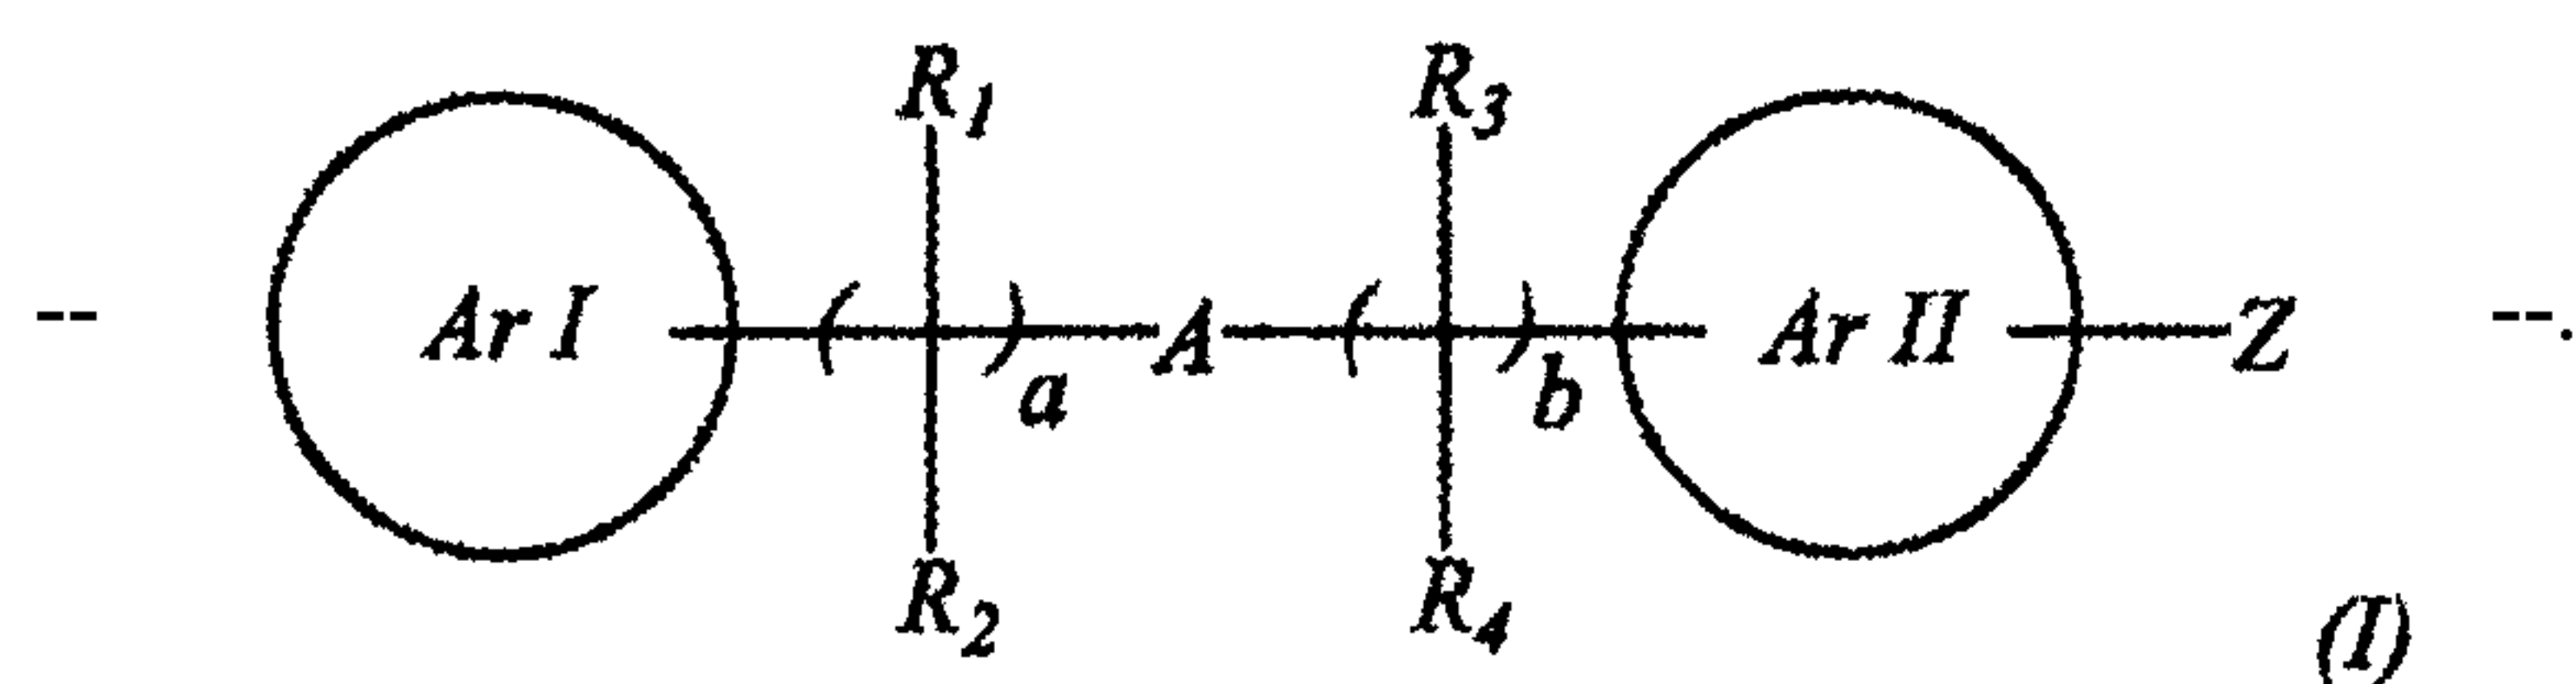 R1 R3
-- Ar I ( )a A ( )b Ar II Z --.
R2 R4
(I)